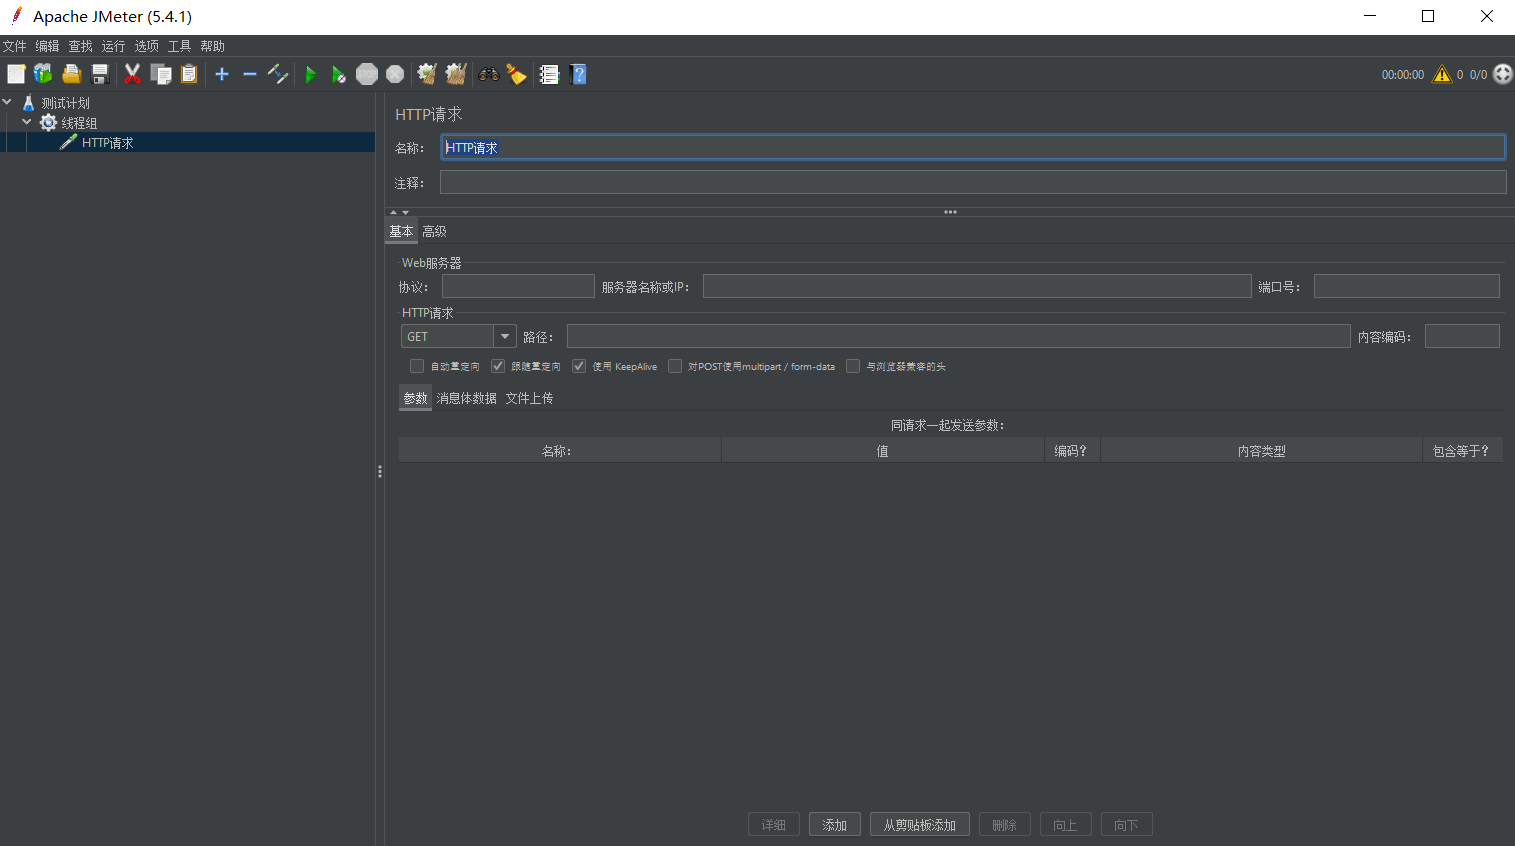 Apache JMeter (5.4.1)
文件 编辑 查找 运行 选项 工具 帮助
00:00:00 0 0/0
测试计划
线程组
HTTP请求
HTTP请求
名称： HTTP请求
注释：
基本 高级
Web服务器
协议： 服务器名称或IP： 端口号：
HTTP请求
GET 路径： 内容编码：
自动重定向 跟随重定向 使用 KeepAlive 对POST使用multipart / form-data 与浏览器兼容的头
参数 消息体数据 文件上传
同请求一起发送参数：
名称： 值 编码？ 内容类型 包含等于？
详细 添加 从剪贴板添加 删除 向上 向下